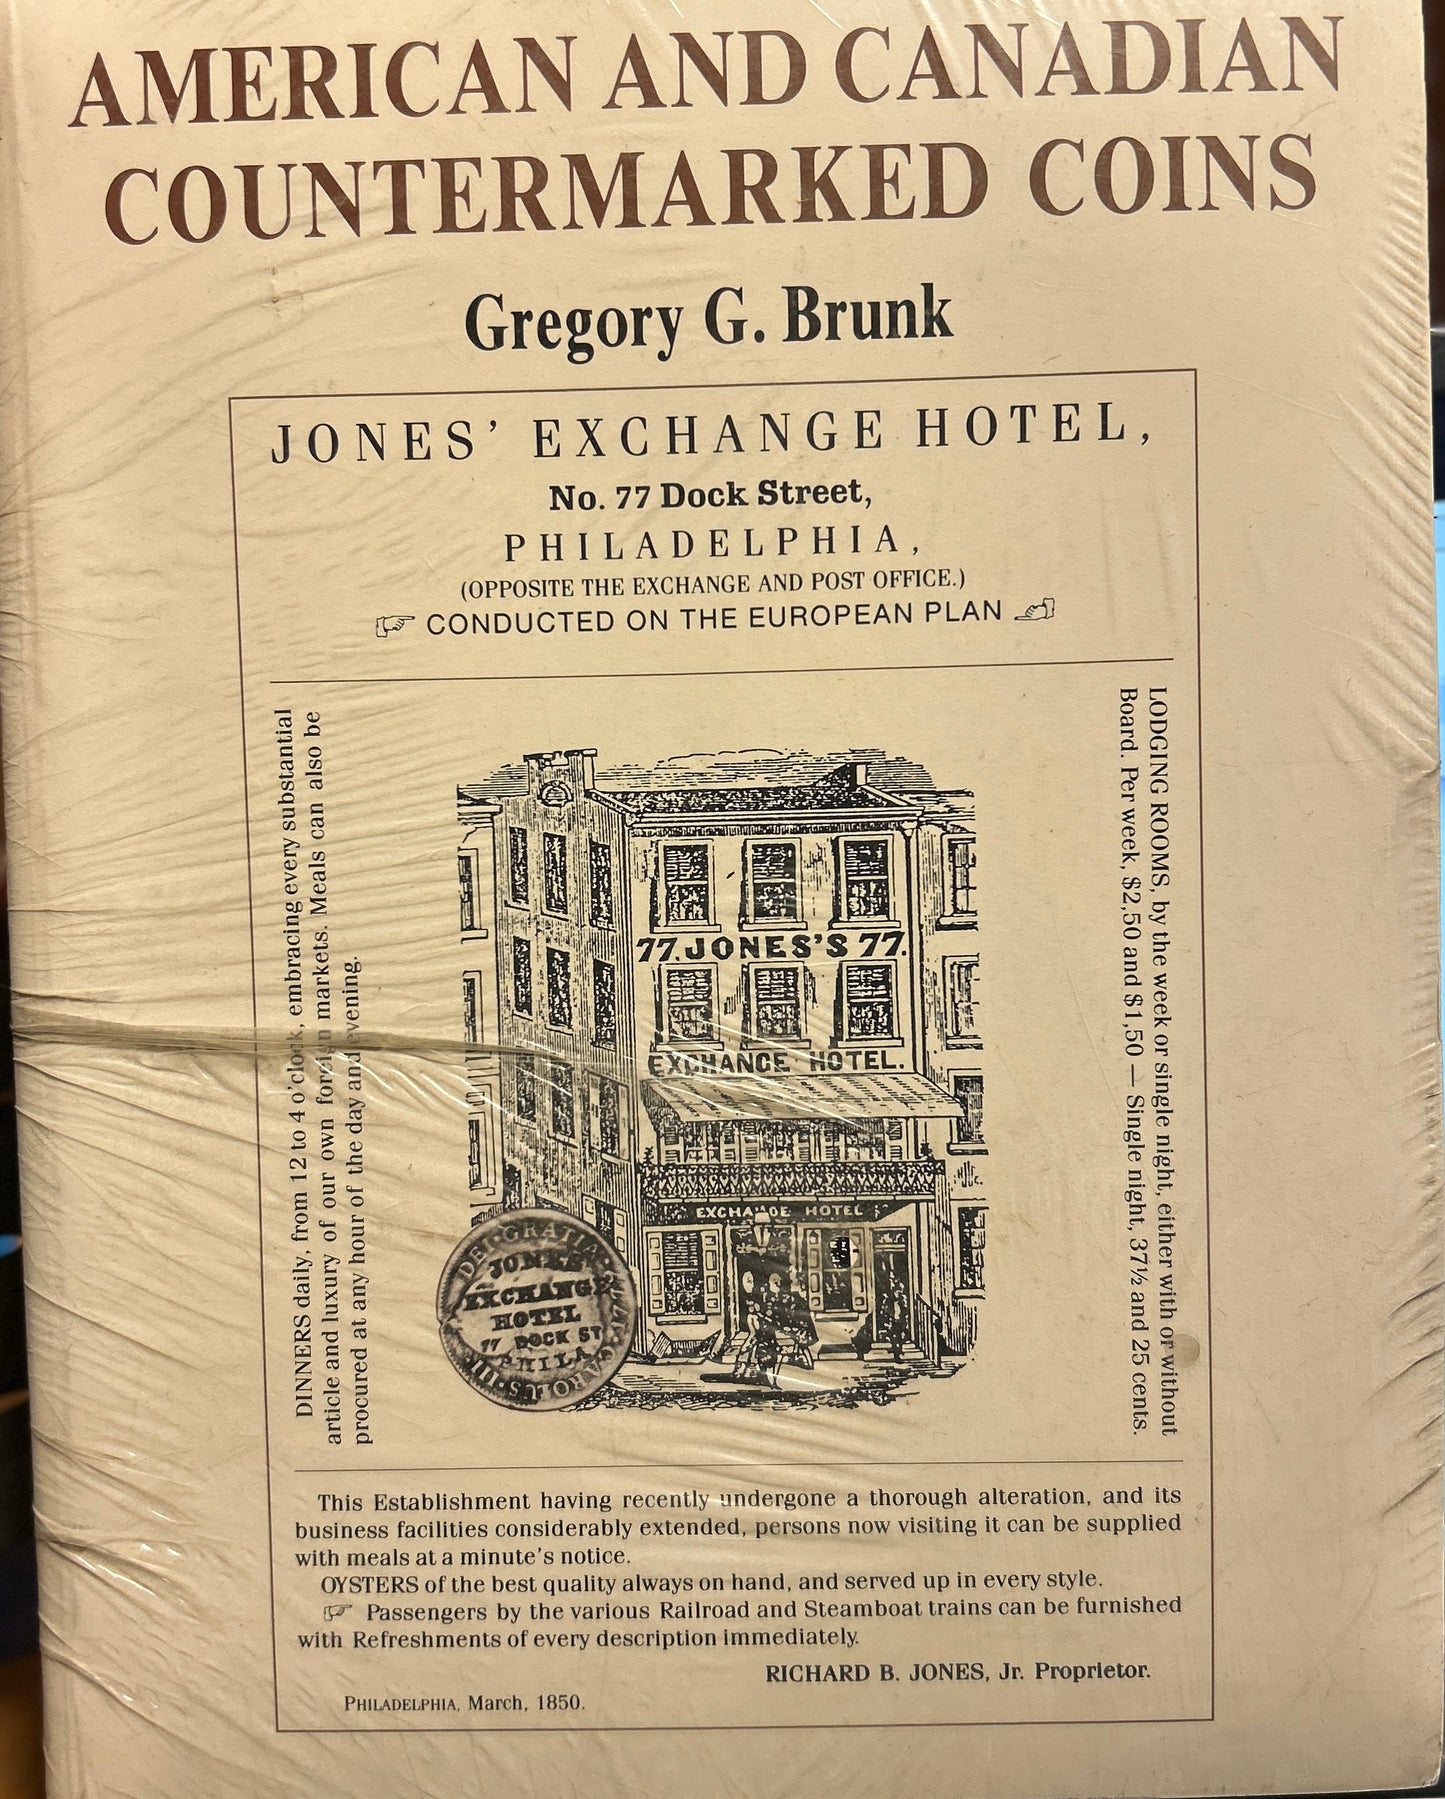 AMERICAN AND CANADIAN
COUNTERMARKED COINS
Gregory G. Brunk
JONES' EXCHANGE HOTEL,
No. 77 Dock Street,
PHILADELPHIA,
(OPPOSITE THE EXCHANGE AND POST OFFICE.)
☞ CONDUCTED ON THE EUROPEAN PLAN ☜
DINNERS daily, from 12 to 4 o'clock, embracing every substantial
article and luxury of our own foreign markets. Meals can also be
procured at any hour of the day and evening.
77. JONES'S 77.
EXCHANGE HOTEL.
EXCHANGE HOTEL
DEI·GRATIA
CAROLUS·III·
JONES'
EXCHANGE
HOTEL
77 DOCK ST
PHILA
LODGING ROOMS, by the week or single night, either with or without
Board. Per week, $2,50 and $1,50 — Single night, 37½ and 25 cents.
This Establishment having recently undergone a thorough alteration, and its
business facilities considerably extended, persons now visiting it can be supplied
with meals at a minute's notice.
OYSTERS of the best quality always on hand, and served up in every style.
☞ Passengers by the various Railroad and Steamboat trains can be furnished
with Refreshments of every description immediately.
RICHARD B. JONES, Jr. Proprietor.
PHILADELPHIA, March, 1850.